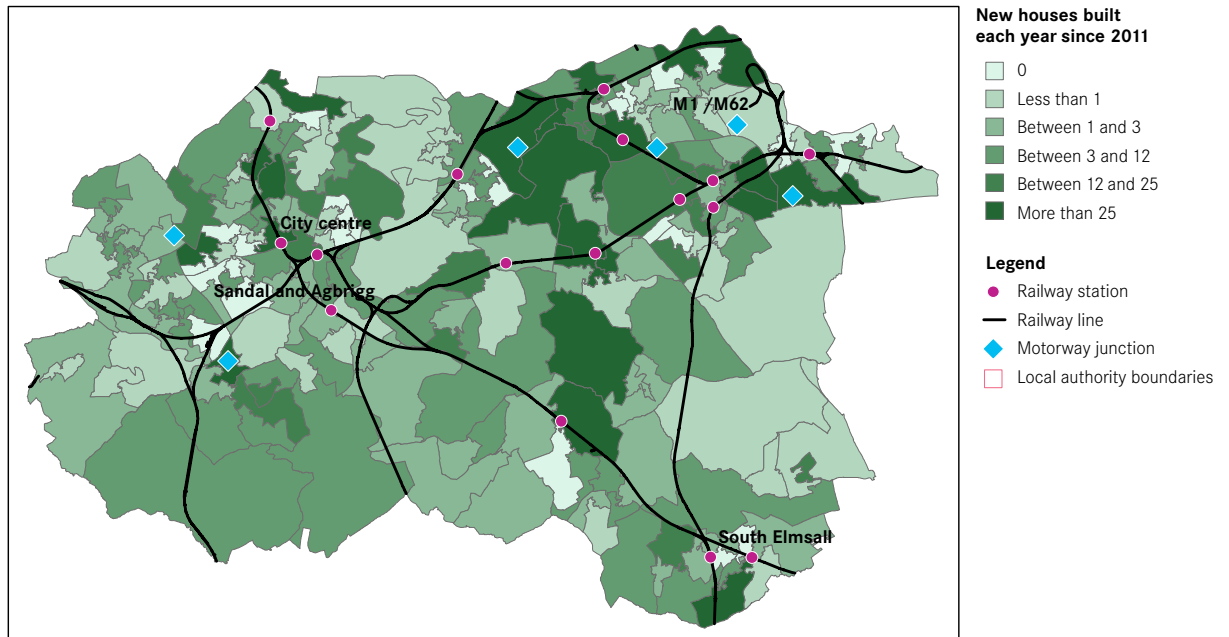 New houses built
each year since 2011
0
Less than 1
Between 1 and 3
Between 3 and 12
Between 12 and 25
More than 25
Legend
Railway station
Railway line
Motorway junction
Local authority boundaries
M1 /M62
City centre
Sandal and Agbrigg
South Elmsall